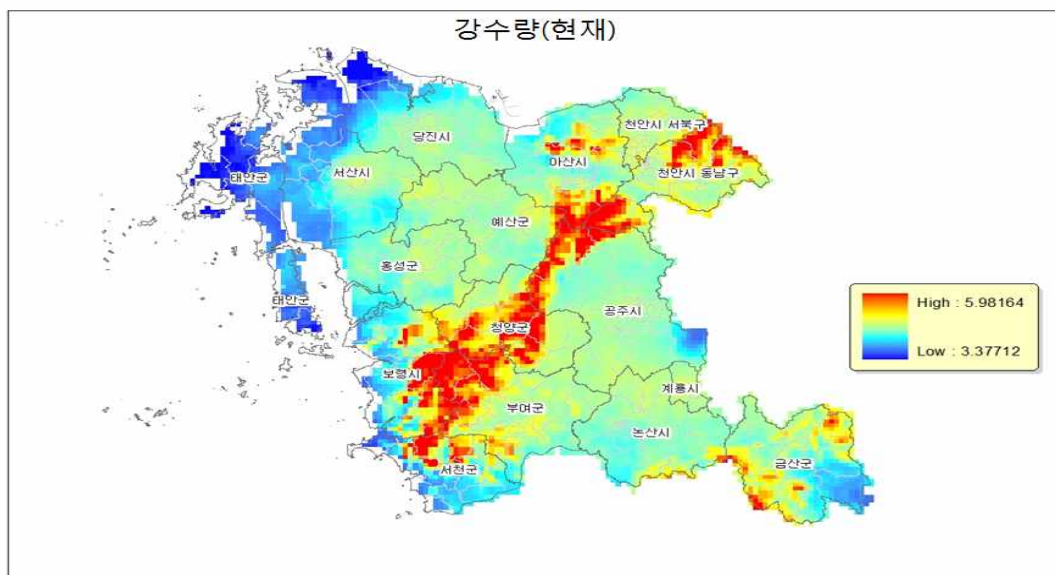 강수량(현재)
천안시 서북구
당진시
아산시
천안시 동남구
서산시
태안군
예산군
홍성군
태안군
공주시
High : 5.98164
청양군
Low : 3.37712
보령시
계룡시
부여군
논산시
금산군
서천군